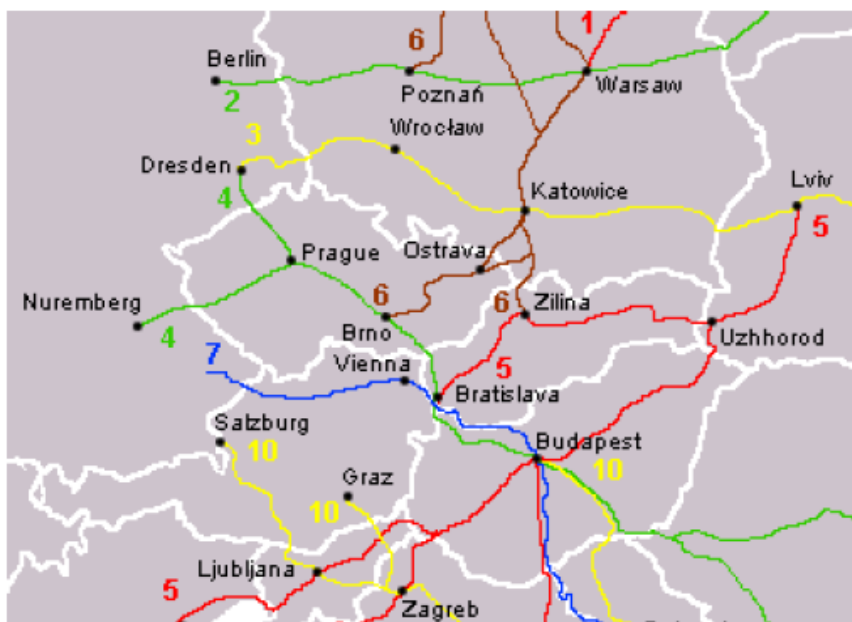 6
1
Berlin
2
Poznań
Warsaw
3
Wrocław
Dresden
4
Katowice
Lviv
5
Prague
Ostrava
Nuremberg
4
6
Brno
6
Zilina
Uzhhorod
7
Vienna
5
Bratislava
Salzburg
10
Budapest
10
Graz
10
Ljubljana
5
Zagreb